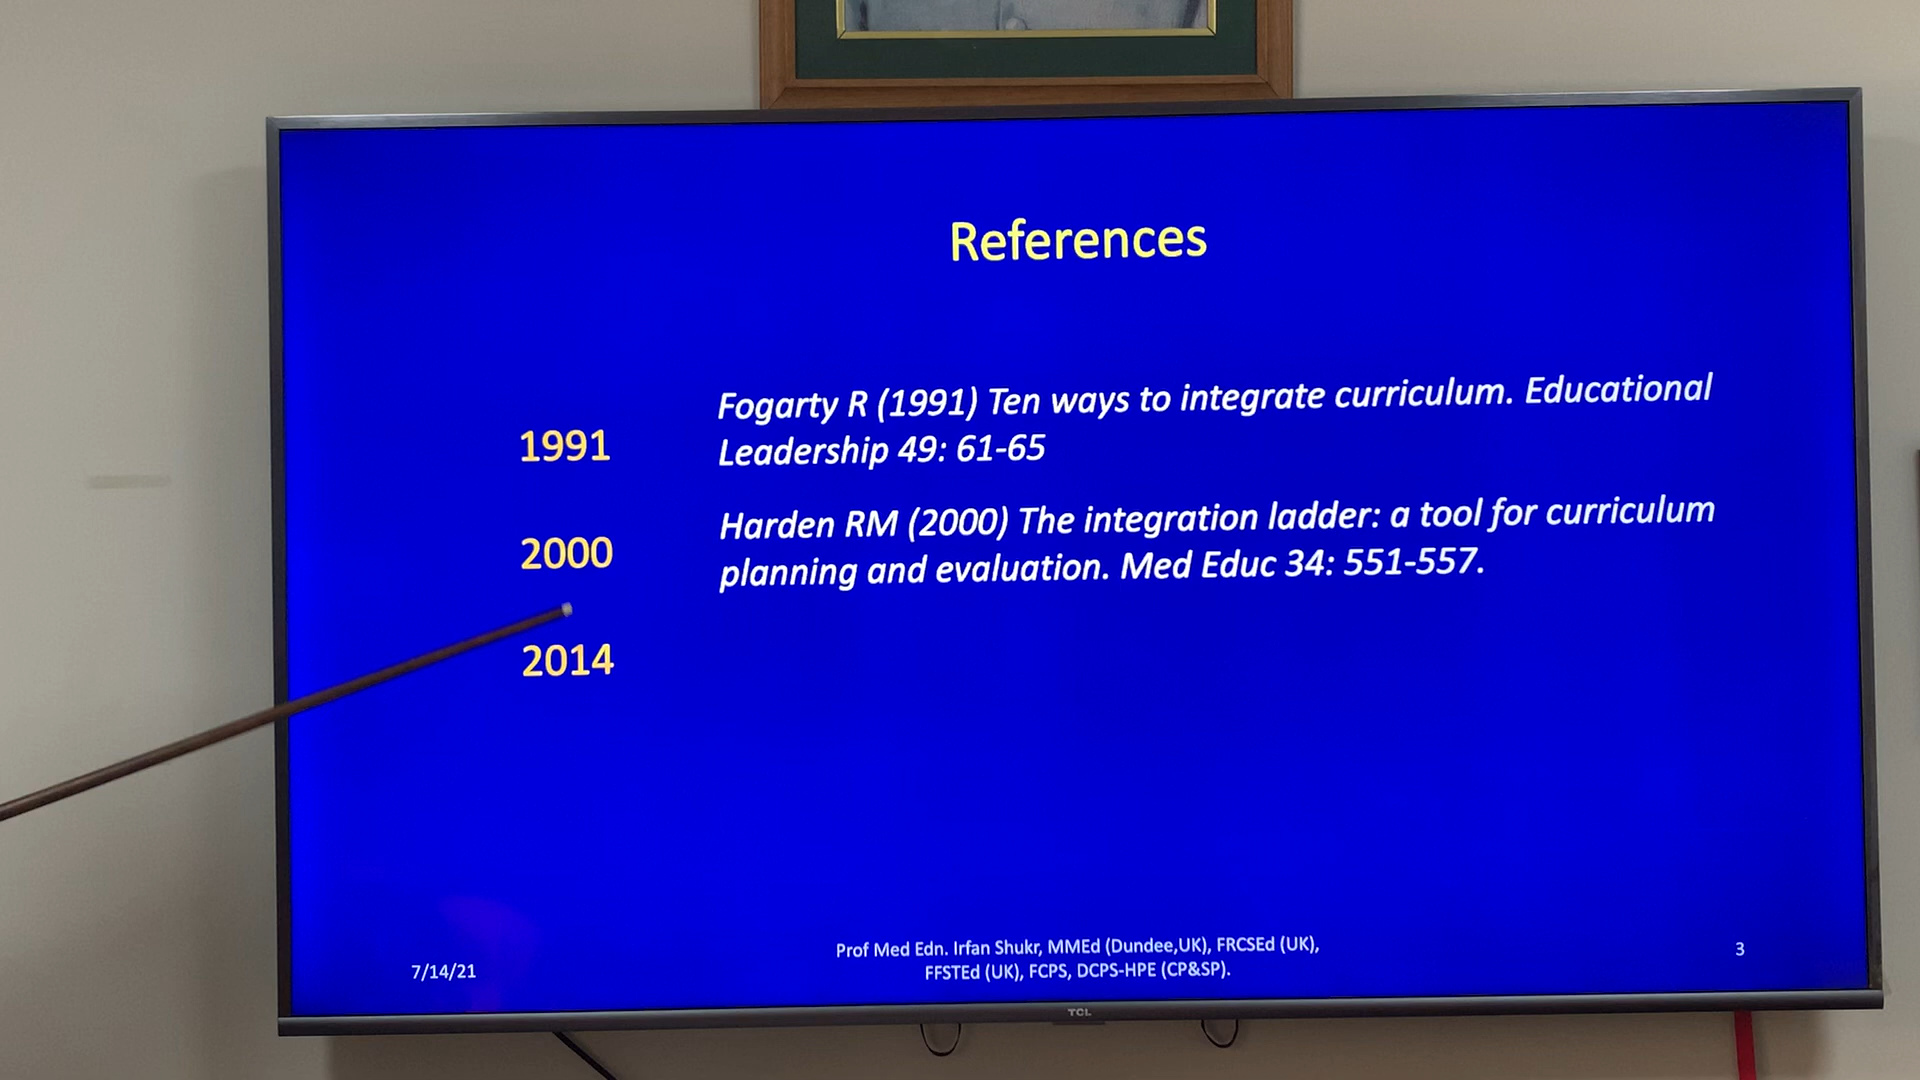 References
1991
Fogarty R (1991) Ten ways to integrate curriculum. Educational
Leadership 49: 61-65
2000
Harden RM (2000) The integration ladder: a tool for curriculum
planning and evaluation. Med Educ 34: 551-557.
2014
7/14/21
Prof Med Edn. Irfan Shukr, MMEd (Dundee,UK), FRCSEd (UK),
FFSTEd (UK), FCPS, DCPS-HPE (CP&SP).
3
TCL